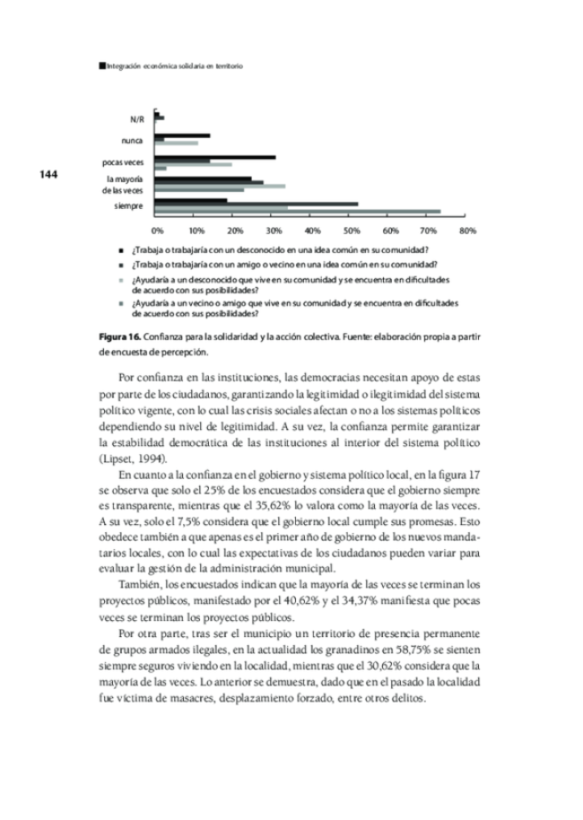 Integración económica solidaria en territorio
N/R
nunca
pocas veces
144
la mayoría
de las veces
siempre
0% 10% 20% 30% 40% 50% 60% 70% 80%
¿Trabaja o trabajaría con un desconocido en una idea común en su comunidad?
¿Trabaja o trabajaría con un amigo o vecino en una idea común en su comunidad?
¿Ayudaría a un desconocido que vive en su comunidad y se encuentra en dificultades
de acuerdo con sus posibilidades?
¿Ayudaría a un vecino o amigo que vive en su comunidad y se encuentra en dificultades
de acuerdo con sus posibilidades?
Figura 16. Confianza para la solidaridad y la acción colectiva. Fuente: elaboración propia a partir
de encuesta de percepción.
Por confianza en las instituciones, las democracias necesitan apoyo de estas
por parte de los ciudadanos, garantizando la legitimidad o ilegitimidad del sistema
político vigente, con lo cual las crisis sociales afectan o no a los sistemas políticos
dependiendo su nivel de legitimidad. A su vez, la confianza permite garantizar
la estabilidad democrática de las instituciones al interior del sistema político
(Lipset, 1994).
En cuanto a la confianza en el gobierno y sistema político local, en la figura 17
se observa que solo el 25% de los encuestados considera que el gobierno siempre
es transparente, mientras que el 35,62% lo valora como la mayoría de las veces.
A su vez, solo el 7,5% considera que el gobierno local cumple sus promesas. Esto
obedece también a que apenas es el primer año de gobierno de los nuevos manda-
tarios locales, con lo cual las expectativas de los ciudadanos pueden variar para
evaluar la gestión de la administración municipal.
También, los encuestados indican que la mayoría de las veces se terminan los
proyectos públicos, manifestado por el 40,62% y el 34,37% manifiesta que pocas
veces se terminan los proyectos públicos.
Por otra parte, tras ser el municipio un territorio de presencia permanente
de grupos armados ilegales, en la actualidad los granadinos en 58,75% se sienten
siempre seguros viviendo en la localidad, mientras que el 30,62% considera que la
mayoría de las veces. Lo anterior se demuestra, dado que en el pasado la localidad
fue víctima de masacres, desplazamiento forzado, entre otros delitos.